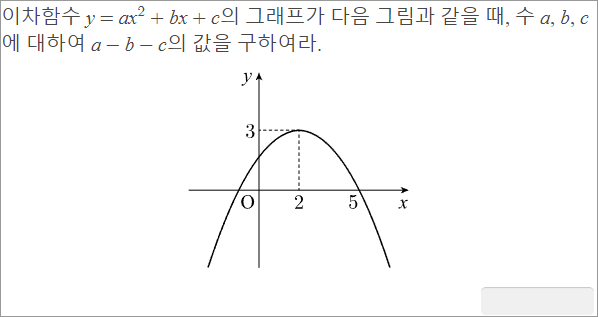 이차함수 y = ax² + bx + c의 그래프가 다음 그림과 같을 때, 수 a, b, c
에 대하여 a − b − c의 값을 구하여라.
y
3
O 2 5 x